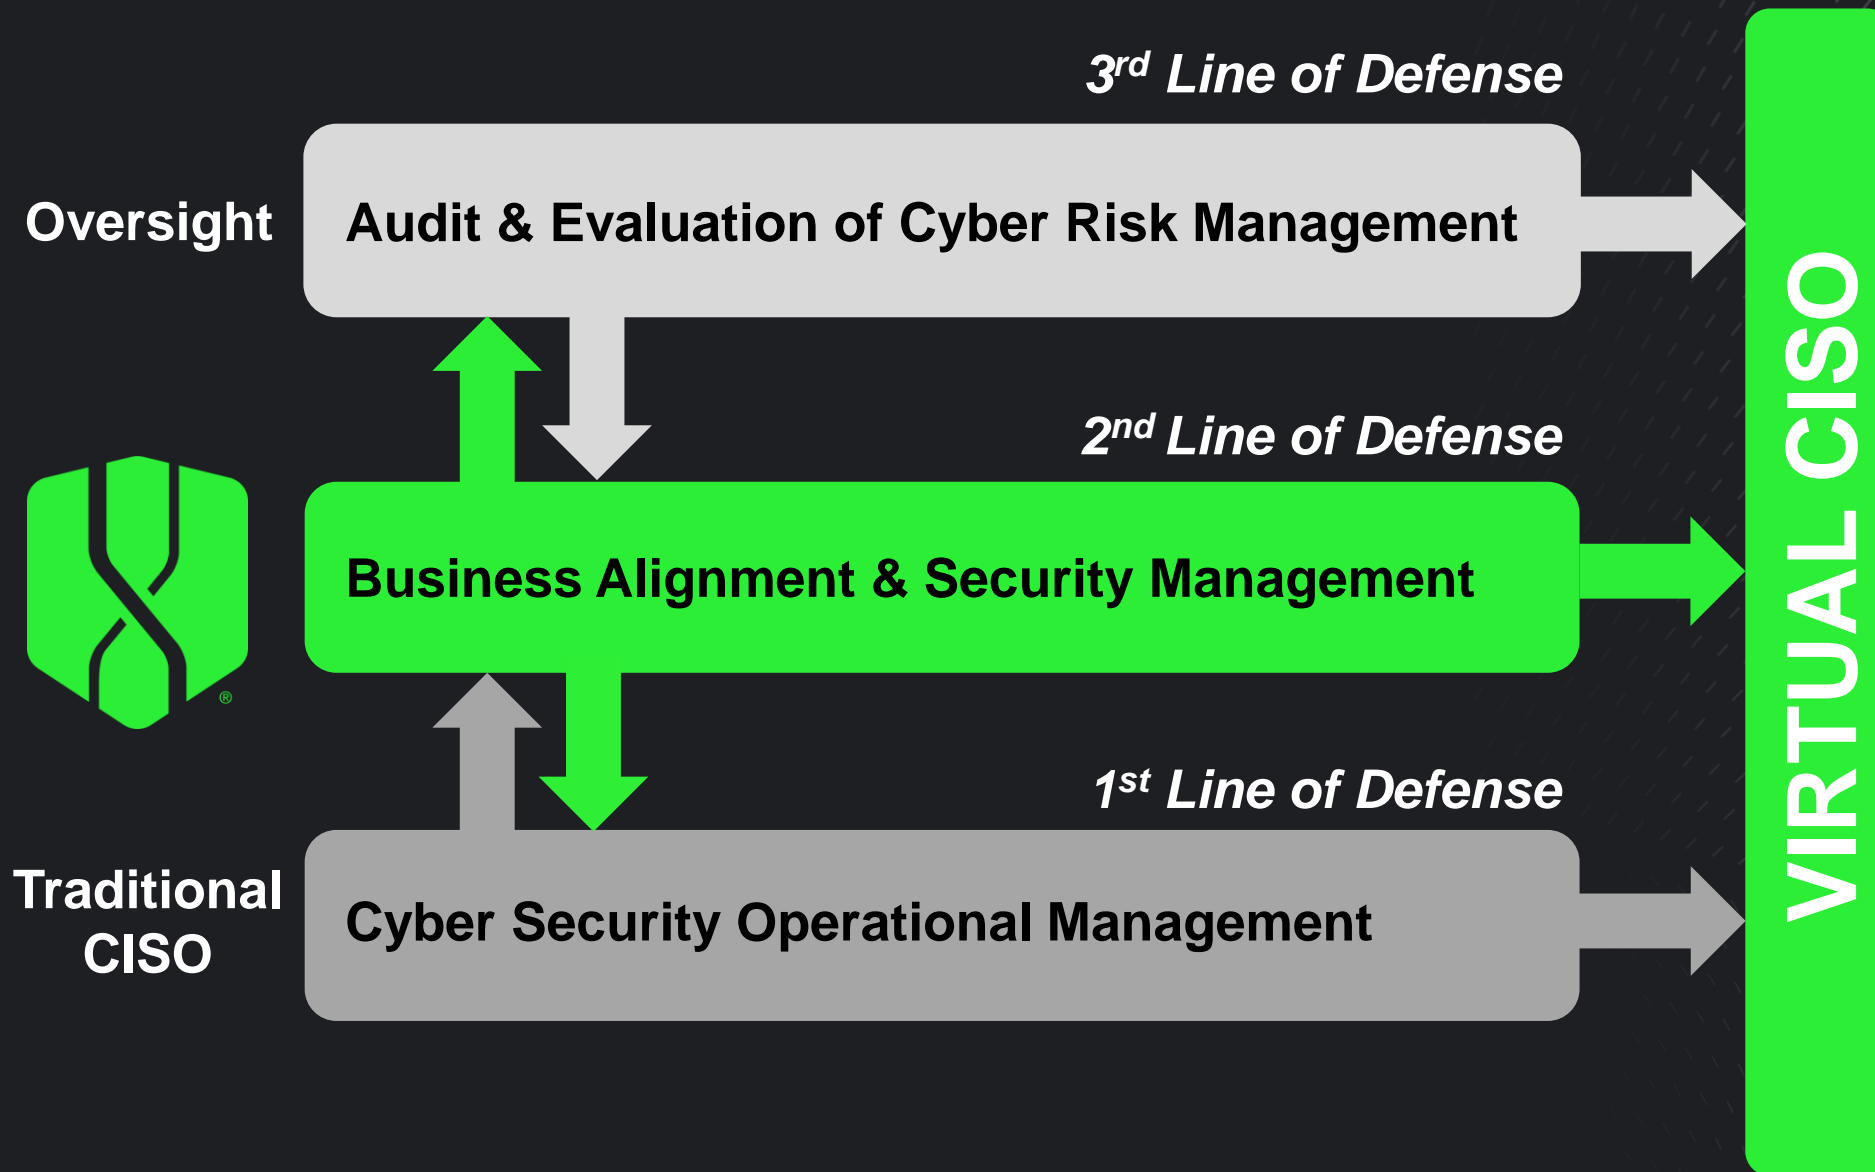 3rd Line of Defense
Oversight
Audit & Evaluation of Cyber Risk Management
2nd Line of Defense
Business Alignment & Security Management
®
1st Line of Defense
Traditional
CISO
Cyber Security Operational Management
VIRTUAL CISO